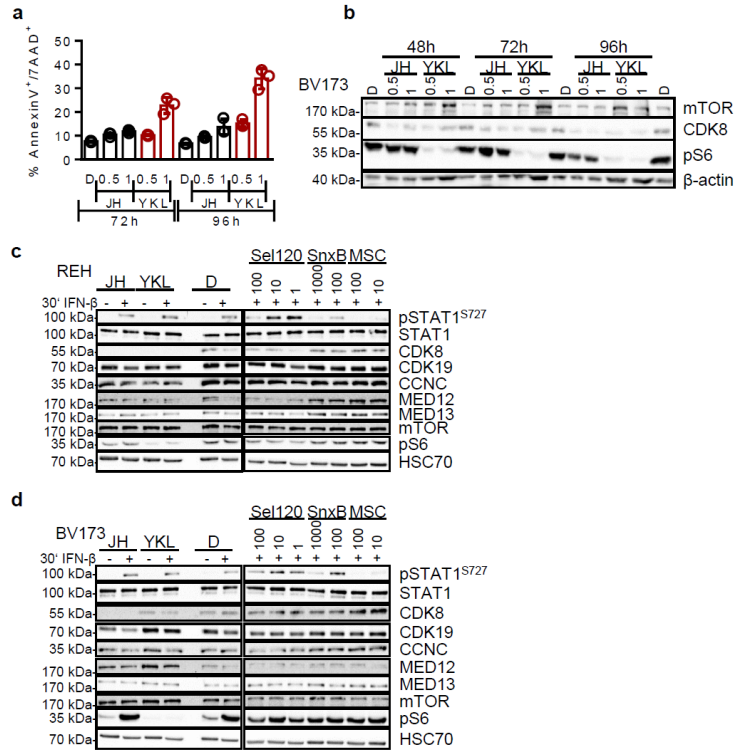 a
% AnnexinV+/7AAD+
50
40
30
20
10
0
D 0.5 1 0.5 1 D 0.5 1 0.5 1
JH YKL JH YKL
72h 96h
b
48h 72h 96h
JH YKL JH YKL JH YKL
BV173 D 0.5 1 0.5 1 D 0.5 1 0.5 1 D 0.5 1 0.5 1 D
170 kDa- mTOR
55 kDa- CDK8
35 kDa- pS6
40 kDa- β-actin
c
Sel120 SnxB MSC
REH JH YKL D 100 10 1 1000 100 100 10
30‘ IFN-β - + - + - + + + + + + + +
100 kDa- pSTAT1S727
100 kDa- STAT1
55 kDa CDK8
70 kDa- CDK19
35 kDa- CCNC
170 kDa- MED12
170 kDa- MED13
170 kDa- mTOR
35 kDa- pS6
70 kDa- HSC70
d
Sel120 SnxB MSC
BV173 JH YKL D 100 10 1 1000 100 100 10
30‘ IFN-β - + - + - + + + + + + + +
100 kDa- pSTAT1S727
100 kDa- STAT1
55 kDa- CDK8
70 kDa- CDK19
35 kDa- CCNC
170 kDa- MED12
170 kDa- MED13
170 kDa- mTOR
35 kDa- pS6
70 kDa- HSC70